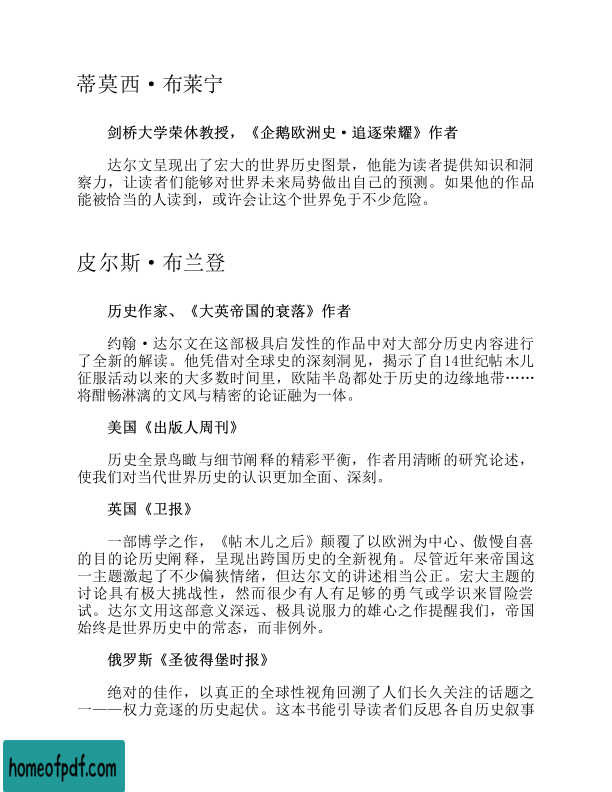 蒂莫西·布莱宁
剑桥大学荣休教授，《企鹅欧洲史·追逐荣耀》作者
达尔文呈现出了宏大的世界历史图景，他能为读者提供知识和洞
察力，让读者们能够对世界未来局势做出自己的预测。如果他的作品
能被恰当的人读到，或许会让这个世界免于不少危险。
皮尔斯·布兰登
历史作家、《大英帝国的衰落》作者
约翰·达尔文在这部极具启发性的作品中对大部分历史内容进行
了全新的解读。他凭借对全球史的深刻洞见，揭示了自14世纪帖木儿
征服活动以来的大多数时间里，欧陆半岛都处于历史的边缘地带……
将酣畅淋漓的文风与精密的论证融为一体。
美国《出版人周刊》
历史全景鸟瞰与细节阐释的精彩平衡，作者用清晰的研究论述，
使我们对当代世界历史的认识更加全面、深刻。
英国《卫报》
一部博学之作，《帖木儿之后》颠覆了以欧洲为中心、傲慢自喜
的目的论历史阐释，呈现出跨国历史的全新视角。尽管近年来帝国这
一主题激起了不少偏狭情绪，但达尔文的讲述相当公正。宏大主题的
讨论具有极大挑战性，然而很少有人有足够的勇气或学识来冒险尝
试。达尔文用这部意义深远、极具说服力的雄心之作提醒我们，帝国
始终是世界历史中的常态，而非例外。
俄罗斯《圣彼得堡时报》
绝对的佳作，以真正的全球性视角回溯了人们长久关注的话题之
一——权力竞逐的历史起伏。这本书能引导读者们反思各自历史叙事
homeofpdf.com